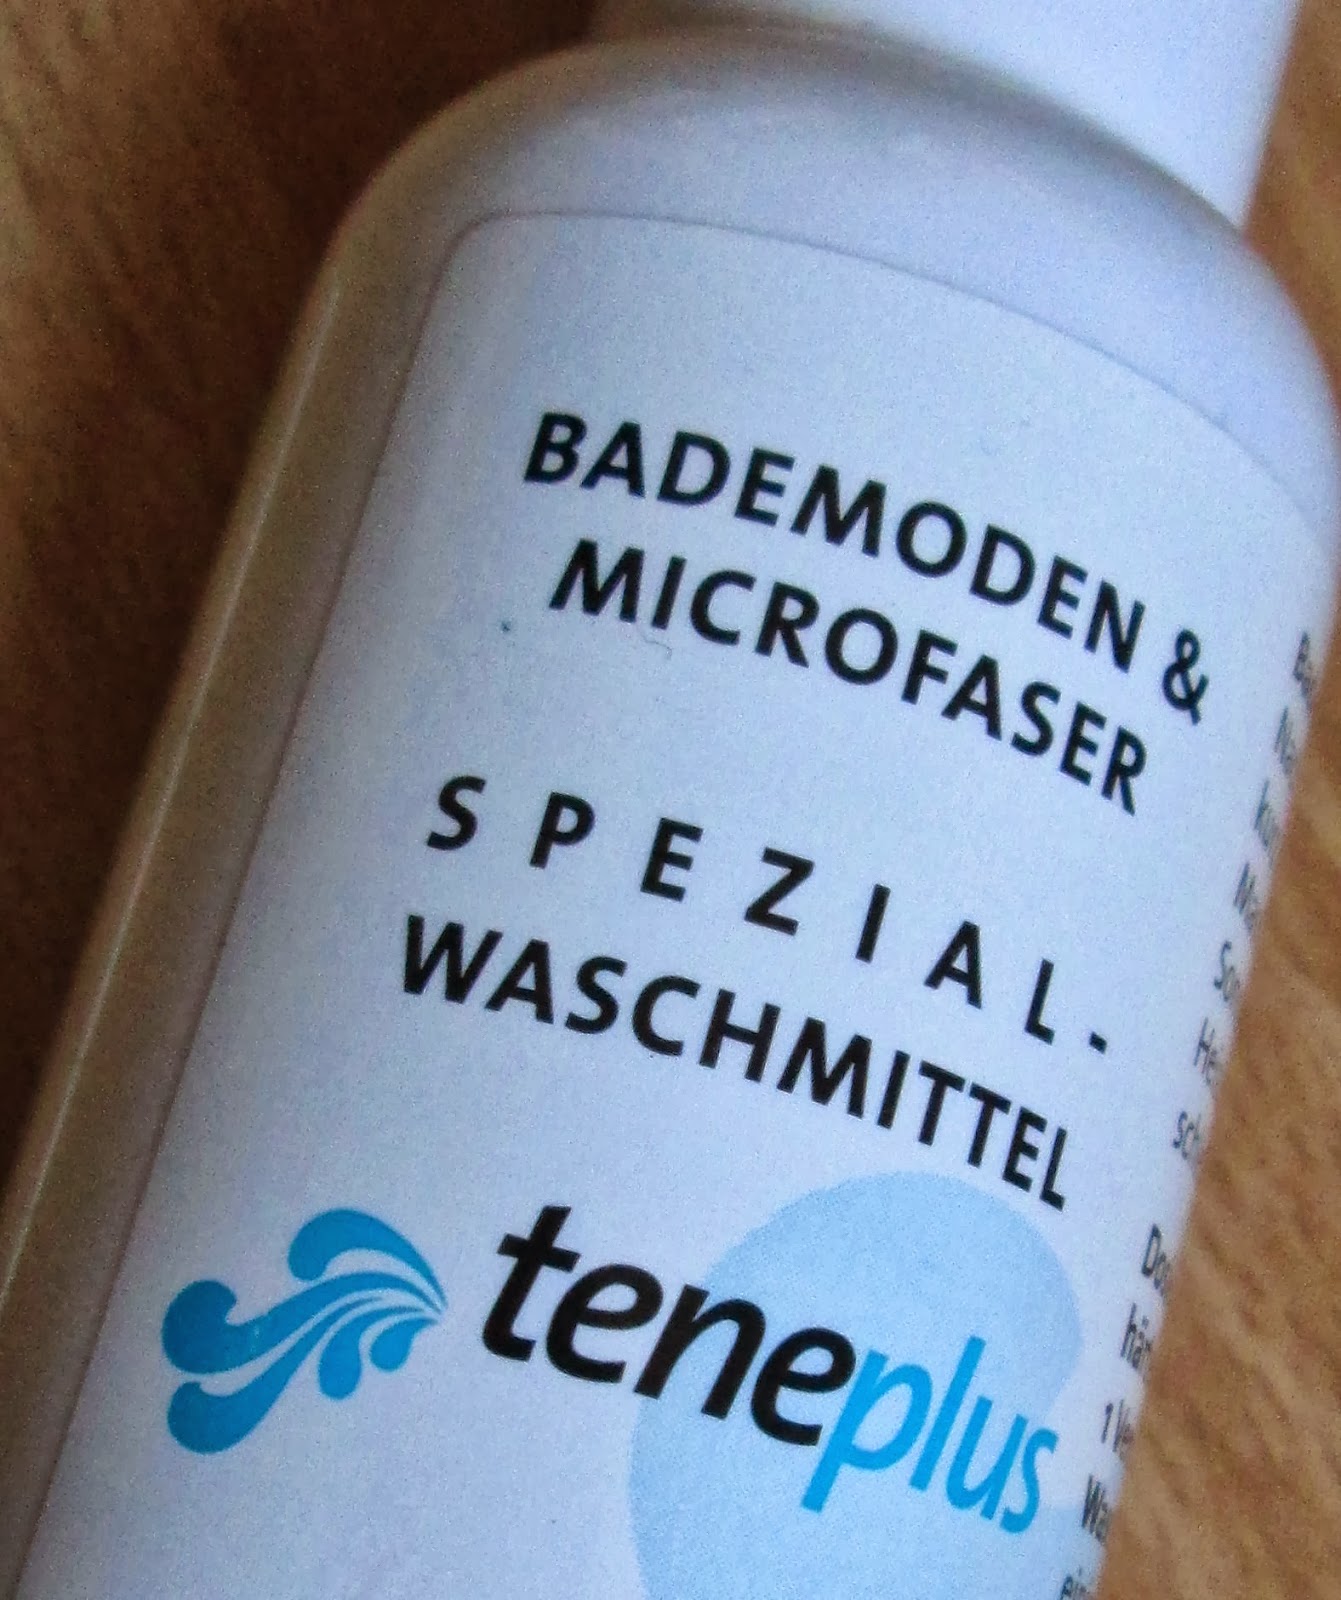 BADEMODEN &
MICROFASER
SPEZIAL-
WASCHMITTEL
teneplus